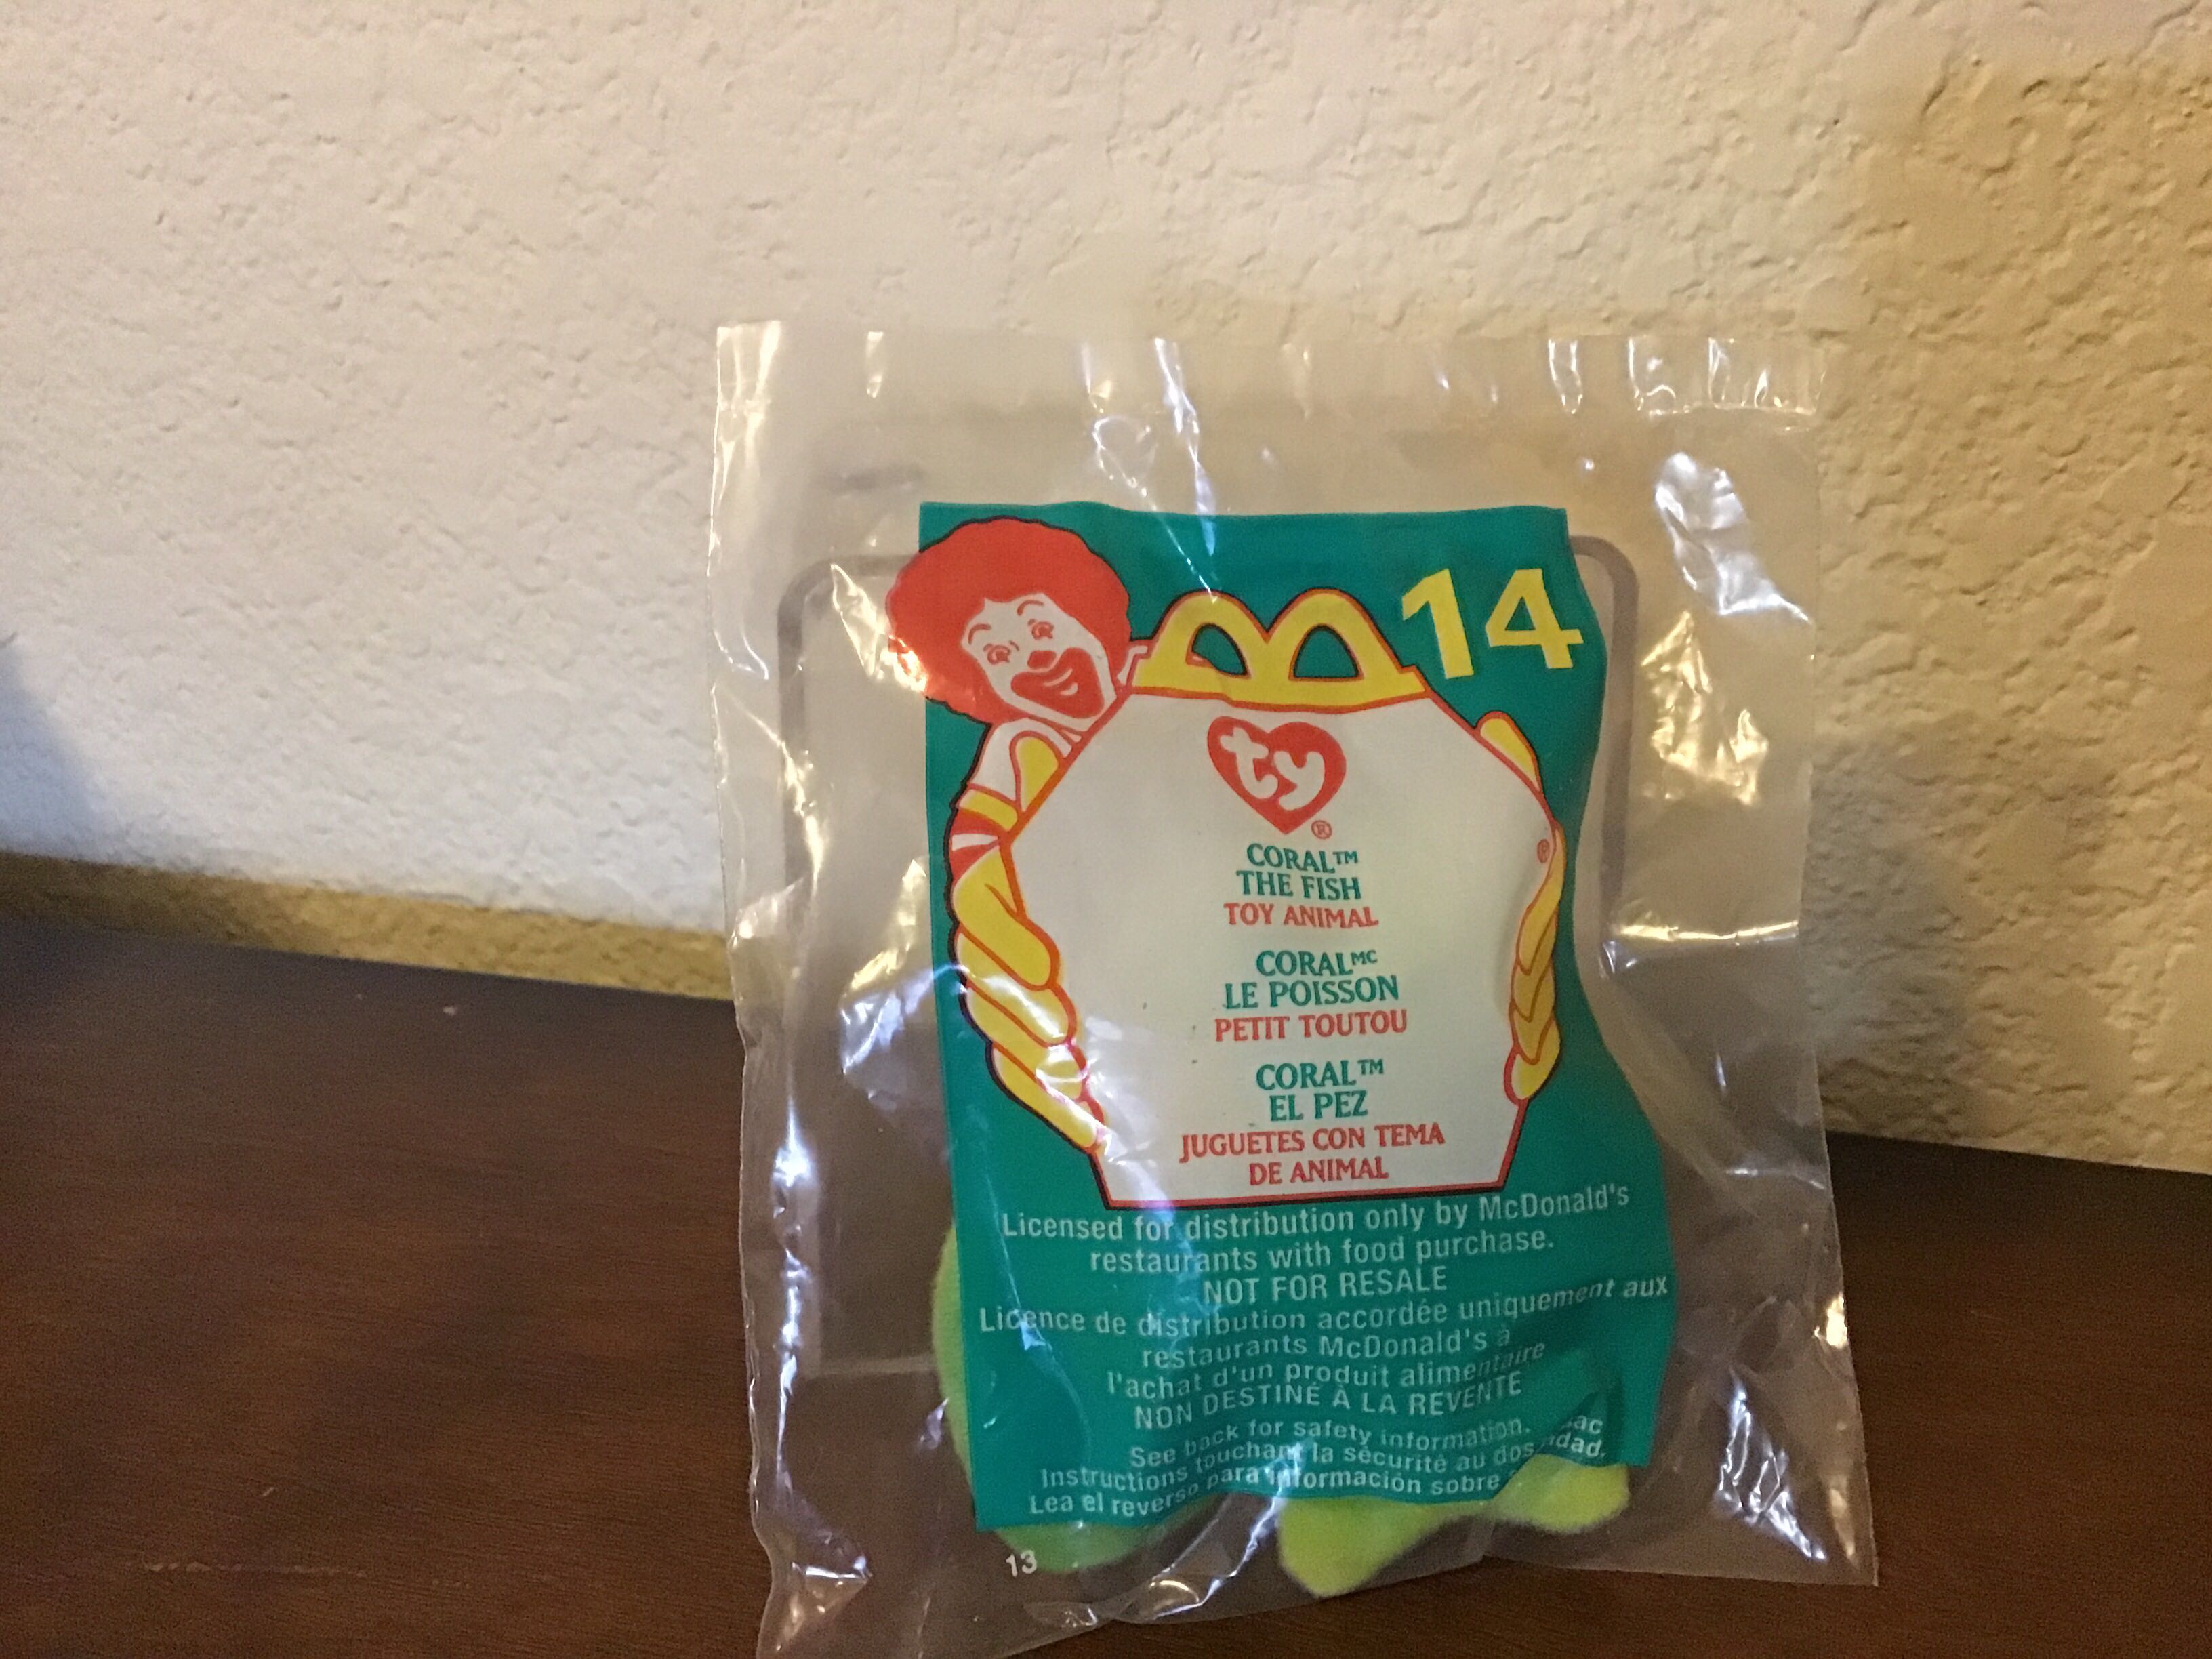 14
ty®
CORAL™
THE FISH
TOY ANIMAL
CORALMC
LE POISSON
PETIT TOUTOU
CORAL™
EL PEZ
JUGUETES CON TEMA
DE ANIMAL
Licensed for distribution only by McDonald's
restaurants with food purchase.
NOT FOR RESALE
Licence de distribution accordée uniquement aux
restaurants McDonald's à
l'achat d'un produit alimentaire
NON DESTINÉ À LA REVENTE
See back for safety information.
Instructions touchant la sécurité au dos sac
Lea el reverso para información sobre
13